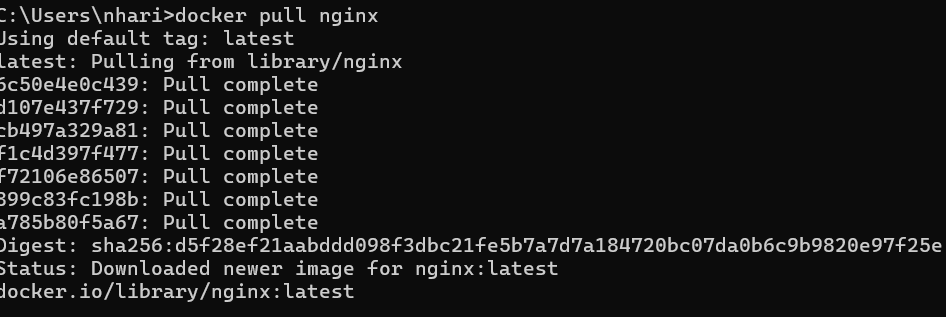 C:\Users\nhari>docker pull nginx
Using default tag: latest
latest: Pulling from library/nginx
6c50e4e0c439: Pull complete
d107e437f729: Pull complete
cb497a329a81: Pull complete
f1c4d397f477: Pull complete
f72106e86507: Pull complete
899c83fc198b: Pull complete
a785b80f5a67: Pull complete
Digest: sha256:d5f28ef21aabddd098f3dbc21fe5b7a7d7a184720bc07da0b6c9b9820e97f25e
Status: Downloaded newer image for nginx:latest
docker.io/library/nginx:latest